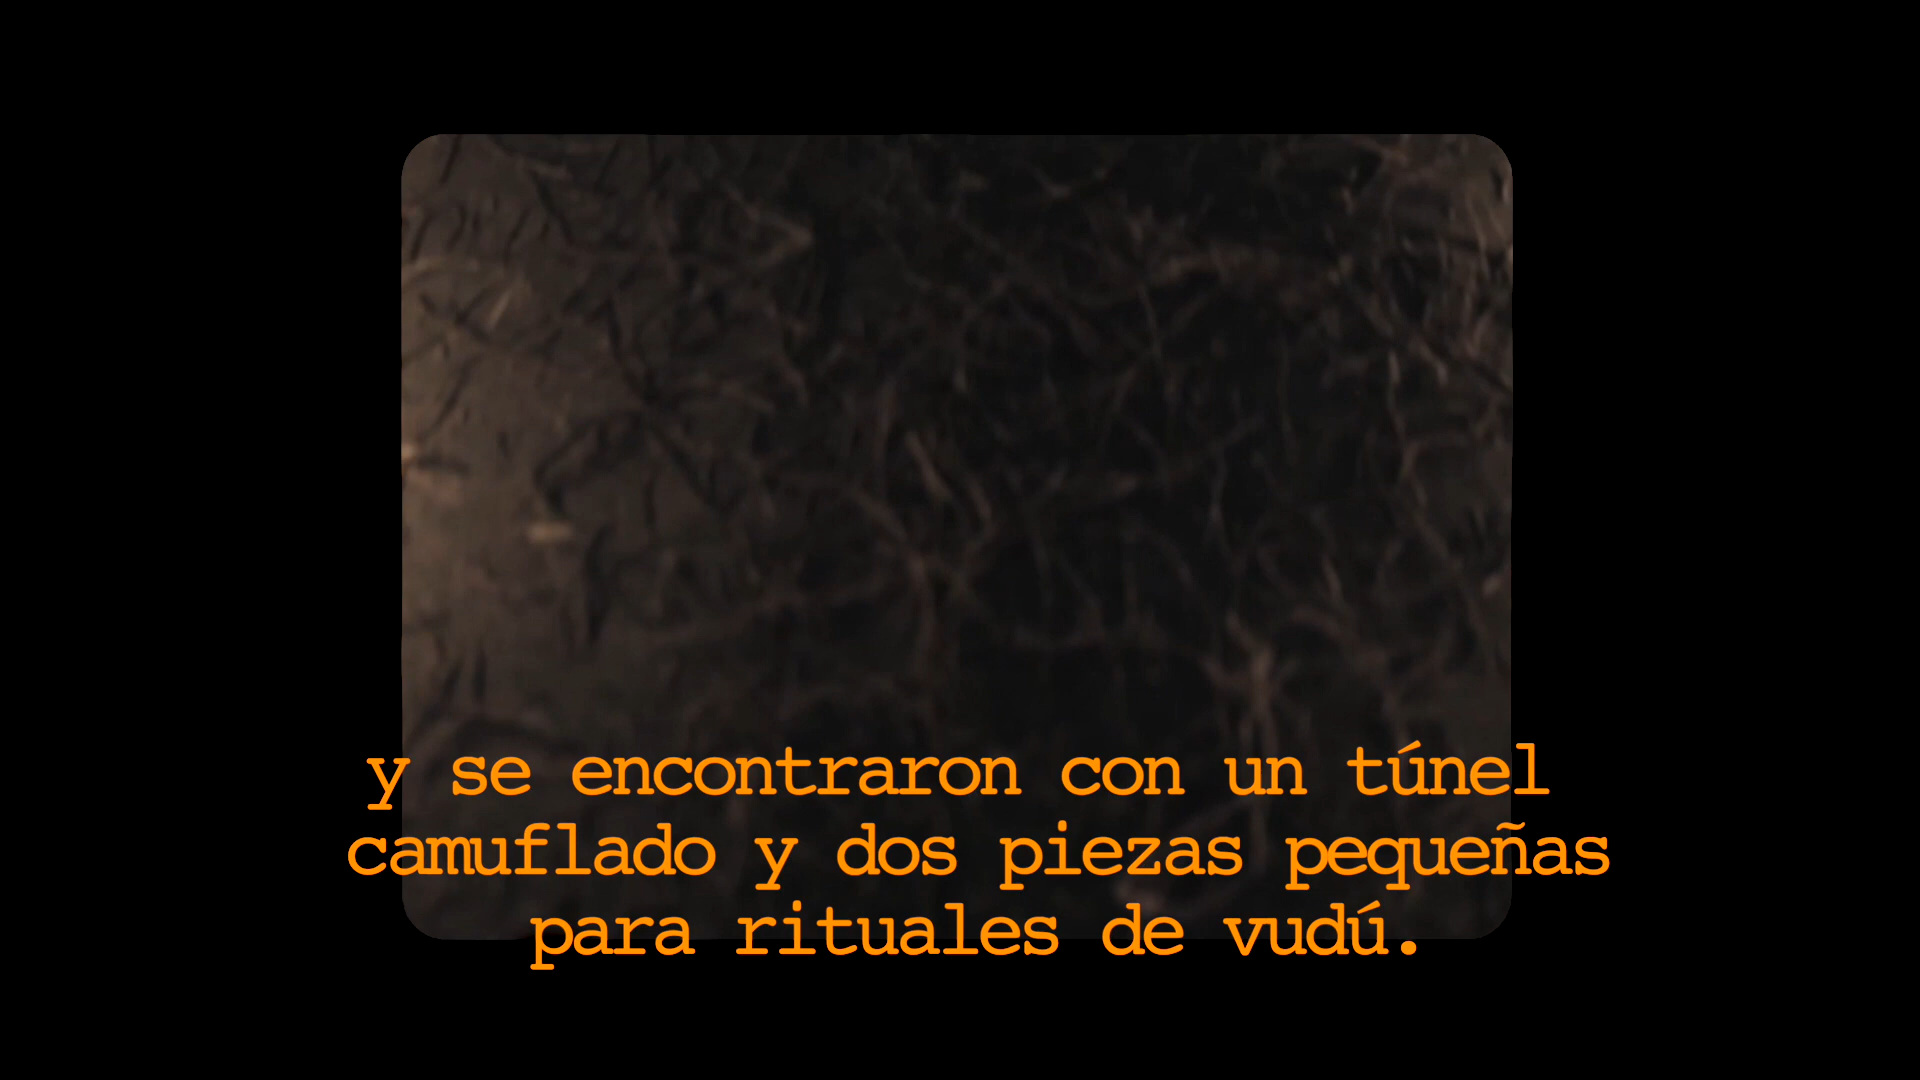 y se encontraron con un túnel
camuflado y dos piezas pequeñas
para rituales de vudú.